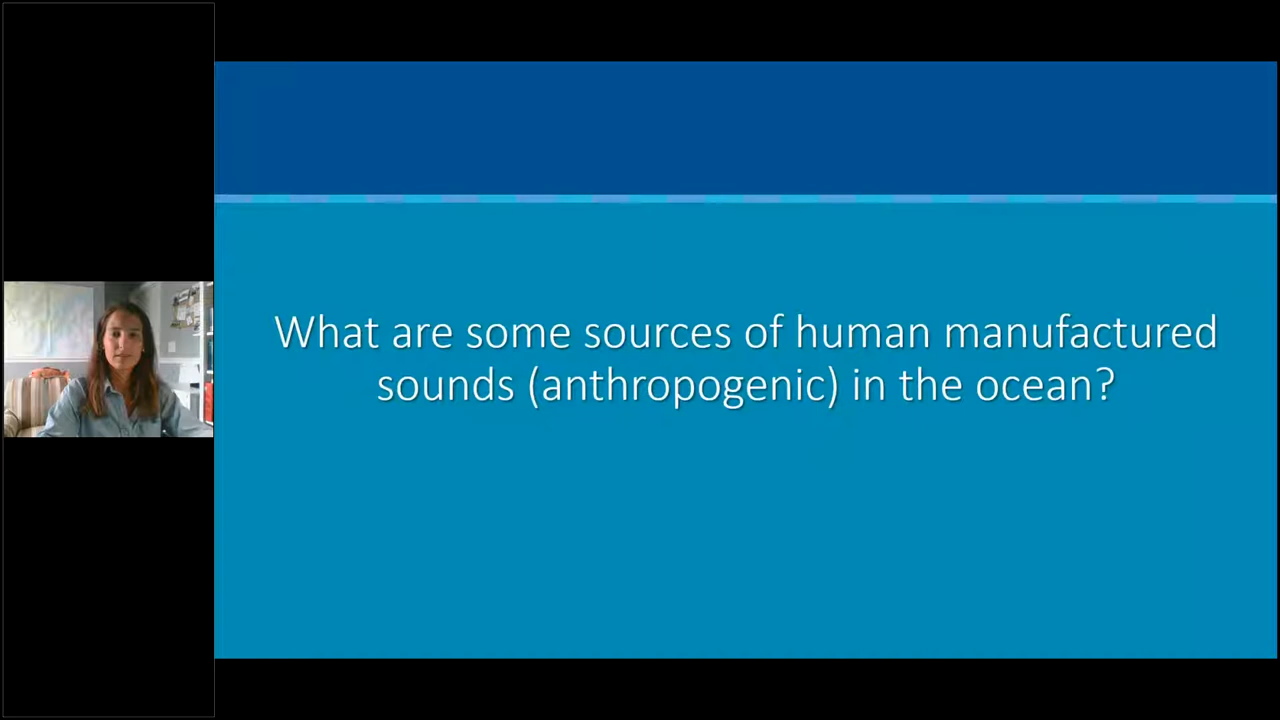 What are some sources of human manufactured
sounds (anthropogenic) in the ocean?